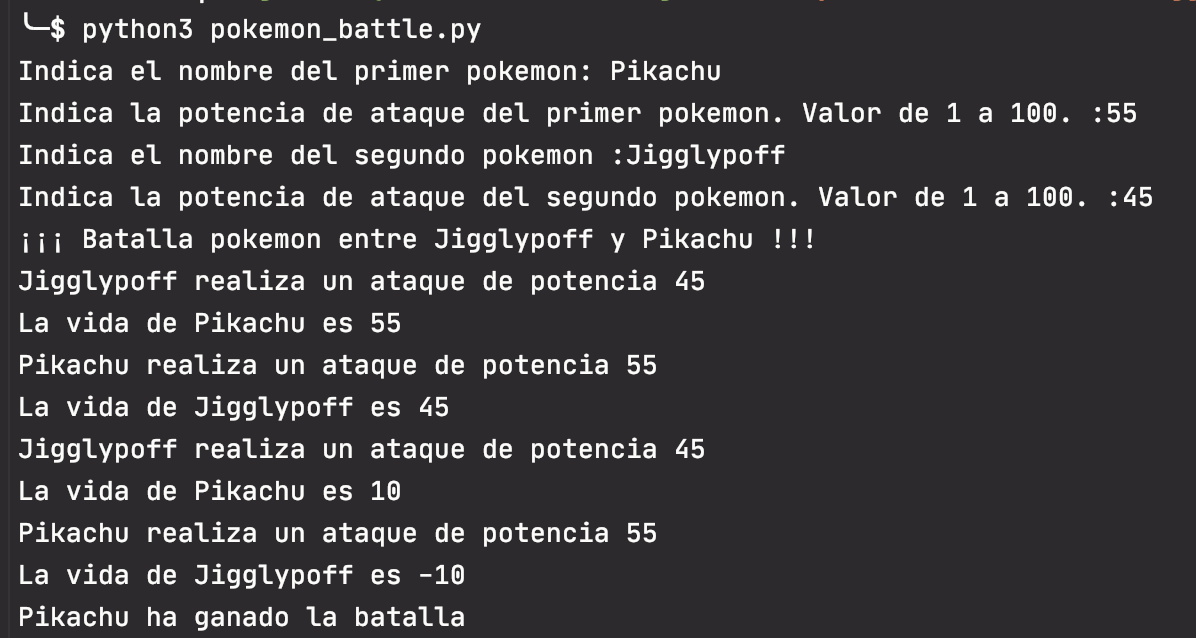 ╰─$ python3 pokemon_battle.py
Indica el nombre del primer pokemon: Pikachu
Indica la potencia de ataque del primer pokemon. Valor de 1 a 100. :55
Indica el nombre del segundo pokemon :Jigglypoff
Indica la potencia de ataque del segundo pokemon. Valor de 1 a 100. :45
¡¡¡ Batalla pokemon entre Jigglypoff y Pikachu !!!
Jigglypoff realiza un ataque de potencia 45
La vida de Pikachu es 55
Pikachu realiza un ataque de potencia 55
La vida de Jigglypoff es 45
Jigglypoff realiza un ataque de potencia 45
La vida de Pikachu es 10
Pikachu realiza un ataque de potencia 55
La vida de Jigglypoff es -10
Pikachu ha ganado la batalla